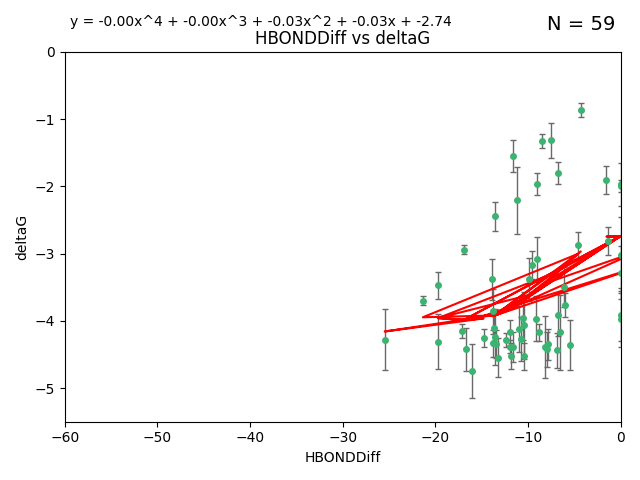 y = -0.00x^4 + -0.00x^3 + -0.03x^2 + -0.03x + -2.74
N = 59
HBONDDiff vs deltaG
0
−1
−2
−3
−4
−5
deltaG
−60 −50 −40 −30 −20 −10 0
HBONDDiff